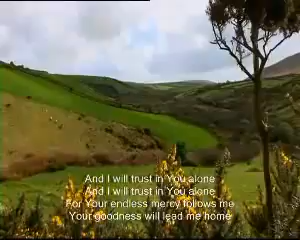 And I will trust in You alone
And I will trust in You alone
For Your endless mercy follows me
Your goodness will lead me home